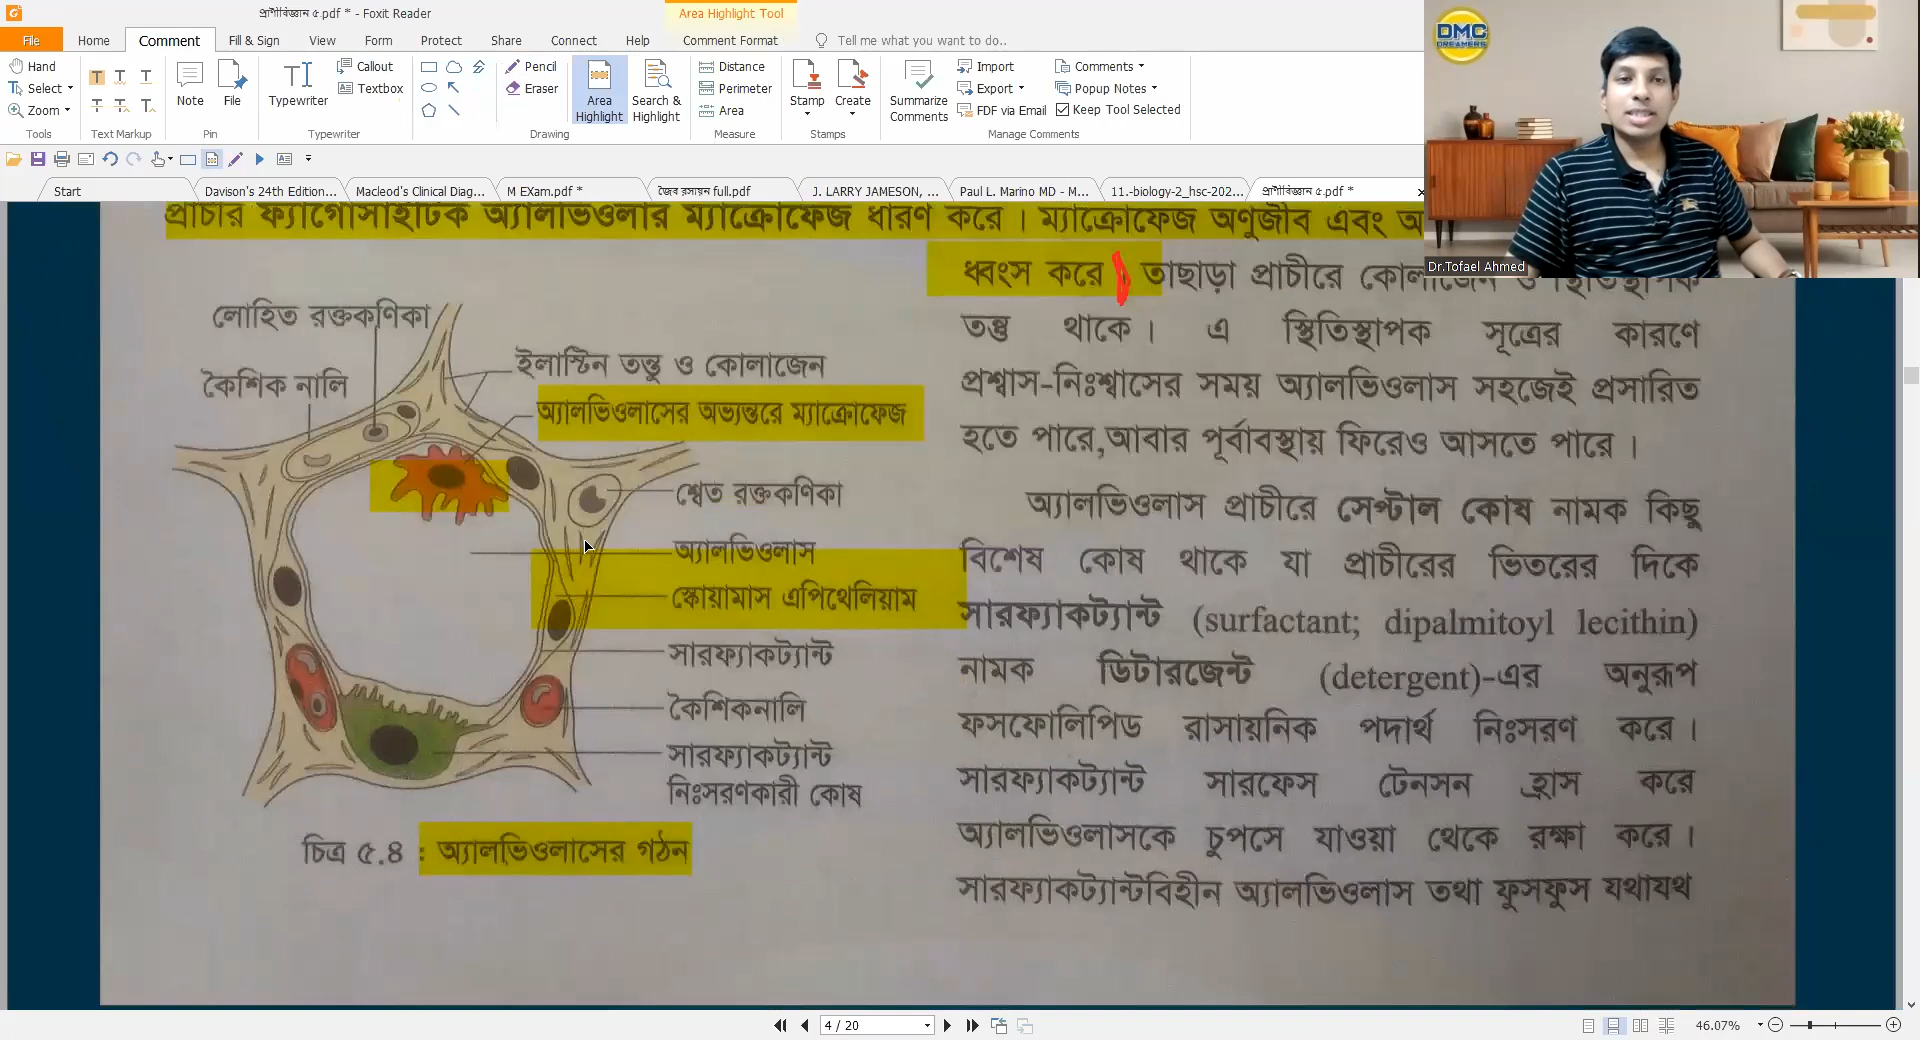 প্রাণীবিজ্ঞান ৫.pdf * - Foxit Reader
Area Highlight Tool
File
Home
Comment
Fill & Sign
View
Form
Protect
Share
Connect
Help
Comment Format
Tell me what you want to do..
Hand
Select
Zoom
Tools
Text Markup
Note
File
Pin
Typewriter
Callout
Textbox
Typewriter
Pencil
Eraser
Area Highlight
Search & Highlight
Drawing
Distance
Perimeter
Area
Measure
Stamp
Create
Stamps
Summarize Comments
Import
Export
FDF via Email
Comments
Popup Notes
Keep Tool Selected
Manage Comments
DMC
DREAMERS
Dr.Tofael Ahmed
Start
Davison's 24th Edition...
Macleod's Clinical Diag...
M EXam.pdf *
জৈব রসায়ন full.pdf
J. LARRY JAMESON, ...
Paul L. Marino MD - M...
11.-biology-2_hsc-202...
প্রাণীবিজ্ঞান ৫.pdf *
প্রাচীর ফ্যাগোসাইটিক অ্যালভিওলার ম্যাক্রোফেজ ধারণ করে । ম্যাক্রোফেজ অণুজীব এবং
ধ্বংস করে । তাছাড়া প্রাচীরে কোলাজেন ও স্থিতিস্থাপক
তন্তু থাকে । এ স্থিতিস্থাপক সূত্রের কারণে
প্রশ্বাস-নিঃশ্বাসের সময় অ্যালভিওলাস সহজেই প্রসারিত
হতে পারে,আবার পূর্বাবস্থায় ফিরেও আসতে পারে ।
অ্যালভিওলাস প্রাচীরে সেপ্টাল কোষ নামক কিছু
বিশেষ কোষ থাকে যা প্রাচীরের ভিতরের দিকে
সারফ্যাকট্যান্ট (surfactant; dipalmitoyl lecithin)
নামক ডিটারজেন্ট (detergent)-এর অনুরূপ
ফসফোলিপিড রাসায়নিক পদার্থ নিঃসরণ করে ।
সারফ্যাকট্যান্ট সারফেস টেনসন হ্রাস করে
অ্যালভিওলাসকে চুপসে যাওয়া থেকে রক্ষা করে ।
সারফ্যাকট্যান্টবিহীন অ্যালভিওলাস তথা ফুসফুস যথাযথ
লোহিত রক্তকণিকা
কৈশিক নালি
ইলাস্টিন তন্তু ও কোলাজেন
অ্যালভিওলাসের অভ্যন্তরে ম্যাক্রোফেজ
শ্বেত রক্তকণিকা
অ্যালভিওলাস
স্কোয়ামাস এপিথেলিয়াম
সারফ্যাকট্যান্ট
কৈশিকনালি
সারফ্যাকট্যান্ট
নিঃসরণকারী কোষ
চিত্র ৫.৪ : অ্যালভিওলাসের গঠন
4 / 20
46.07%